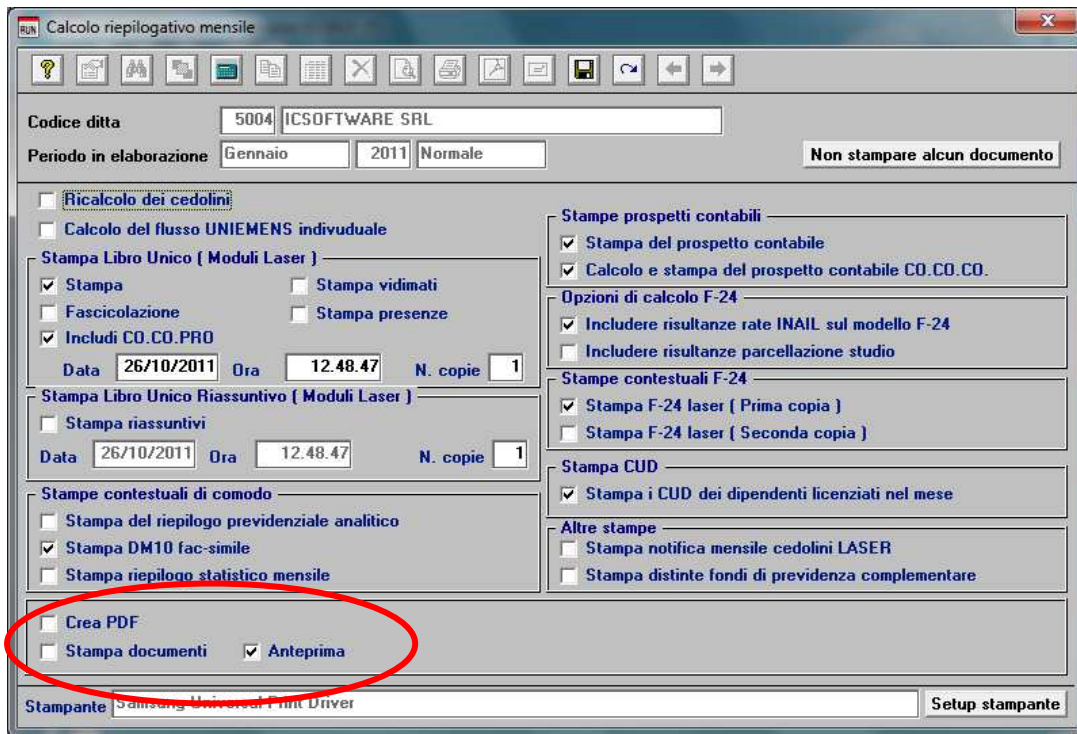 RUN Calcolo riepilogativo mensile
Codice ditta 5004 ICSOFTWARE SRL
Periodo in elaborazione Gennaio 2011 Normale Non stampare alcun documento
Ricalcolo dei cedolini
Calcolo del flusso UNIEMENS indivuduale
Stampa Libro Unico ( Moduli Laser )
Stampa Stampa vidimati
Fascicolazione Stampa presenze
Includi CO.CO.PRO
Data 26/10/2011 Ora 12.48.47 N. copie 1
Stampa Libro Unico Riassuntivo ( Moduli Laser )
Stampa riassuntivi
Data 26/10/2011 Ora 12.48.47 N. copie 1
Stampe contestuali di comodo
Stampa del riepilogo previdenziale analitico
Stampa DM10 fac-simile
Stampa riepilogo statistico mensile
Stampe prospetti contabili
Stampa del prospetto contabile
Calcolo e stampa del prospetto contabile CO.CO.CO.
Opzioni di calcolo F-24
Includere risultanze rate INAIL sul modello F-24
Includere risultanze parcellazione studio
Stampe contestuali F-24
Stampa F-24 laser ( Prima copia )
Stampa F-24 laser ( Seconda copia )
Stampa CUD
Stampa i CUD dei dipendenti licenziati nel mese
Altre stampe
Stampa notifica mensile cedolini LASER
Stampa distinte fondi di previdenza complementare
Crea PDF
Stampa documenti Anteprima
Stampante Samsung Universal Print Driver Setup stampante